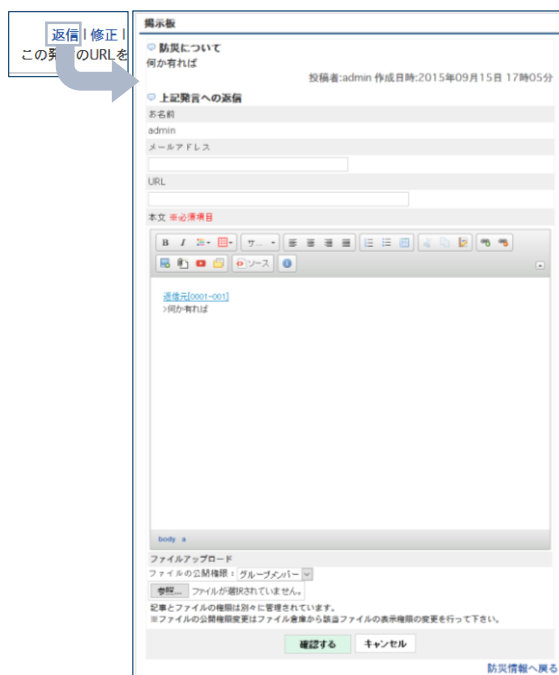 返信 | 修正 |
この発言のURLを
掲示板
防災について
何か有れば
投稿者:admin 作成日時:2015年09月15日 17時05分
上記発言への返信
お名前
admin
メールアドレス
URL
本文 ※必須項目
B I サ...
ソース
返信元[0001-001]
>何か有れば
body a
ファイルアップロード
ファイルの公開権限： グループメンバー
参照... ファイルが選択されていません。
記事とファイルの権限は別々に管理されています。
※ファイルの公開権限変更はファイル倉庫から該当ファイルの表示権限の変更を行って下さい。
確認する キャンセル
防災情報へ戻る